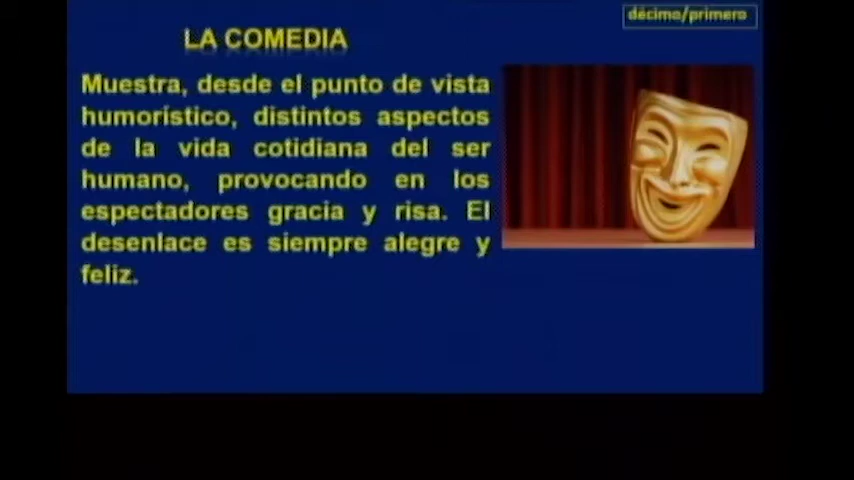 décimo/primero
LA COMEDIA
Muestra, desde el punto de vista
humorístico, distintos aspectos
de la vida cotidiana del ser
humano, provocando en los
espectadores gracia y risa. El
desenlace es siempre alegre y
feliz.